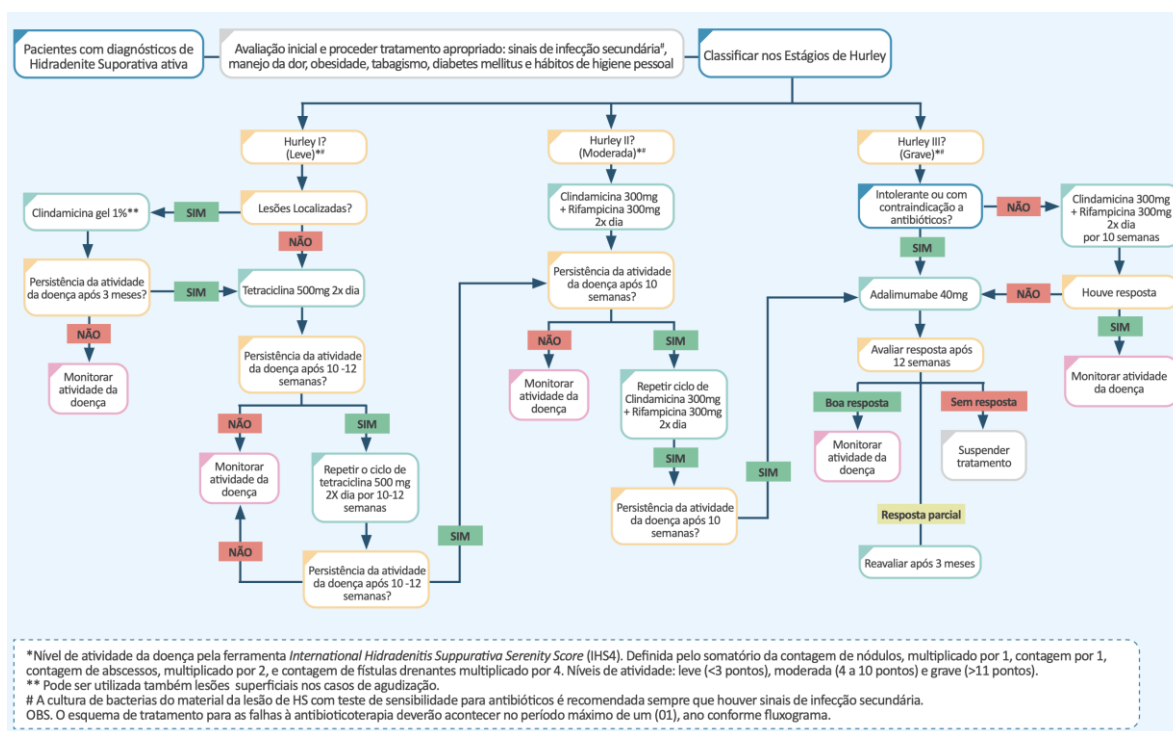 Pacientes com diagnósticos de
Hidradenite Suporativa ativa
Avaliação inicial e proceder tratamento apropriado: sinais de infecção secundária#,
manejo da dor, obesidade, tabagismo, diabetes mellitus e hábitos de higiene pessoal
Classificar nos Estágios de Hurley
Hurley I?
(Leve)*#
Hurley II?
(Moderada)*#
Hurley III?
(Grave)*#
Lesões Localizadas?
SIM
Clindamicina gel 1%**
NÃO
Persistência da atividade
da doença após 3 meses?
SIM
Tetraciclina 500mg 2x dia
NÃO
Monitorar
atividade da
doença
Persistência da atividade
da doença após 10 -12
semanas?
NÃO
SIM
Monitorar
atividade da
doença
Repetir o ciclo de
tetraciclina 500 mg
2X dia por 10-12
semanas
NÃO
Persistência da atividade
da doença após 10 -12
semanas?
SIM
Clindamicina 300mg
+ Rifampicina 300mg
2x dia
Persistência da atividade
da doença após 10
semanas?
NÃO
SIM
Monitorar
atividade da
doença
Repetir ciclo de
Clindamicina 300mg
+ Rifampicina 300mg
2x dia
SIM
Persistência da atividade
da doença após 10
semanas?
SIM
Intolerante ou com
contraindicação a
antibióticos?
NÃO
Clindamicina 300mg
+ Rifampicina 300mg
2x dia
por 10 semanas
SIM
Adalimumabe 40mg
NÃO
Houve resposta
SIM
Monitorar atividade
da doença
Avaliar resposta após
12 semanas
Boa resposta
Sem resposta
Monitorar
atividade da
doença
Suspender
tratamento
Resposta parcial
Reavaliar após 3 meses
*Nível de atividade da doença pela ferramenta International Hidradenitis Suppurativa Serenity Score (IHS4). Definida pelo somatório da contagem de nódulos, multiplicado por 1, contagem por 1,
contagem de abscessos, multiplicado por 2, e contagem de fístulas drenantes multiplicado por 4. Níveis de atividade: leve (<3 pontos), moderada (4 a 10 pontos) e grave (>11 pontos).
** Pode ser utilizada também lesões superficiais nos casos de agudização.
# A cultura de bacterias do material da lesão de HS com teste de sensibilidade para antibióticos é recomendada sempre que houver sinais de infecção secundária.
OBS. O esquema de tratamento para as falhas à antibioticoterapia deverão acontecer no período máximo de um (01), ano conforme fluxograma.